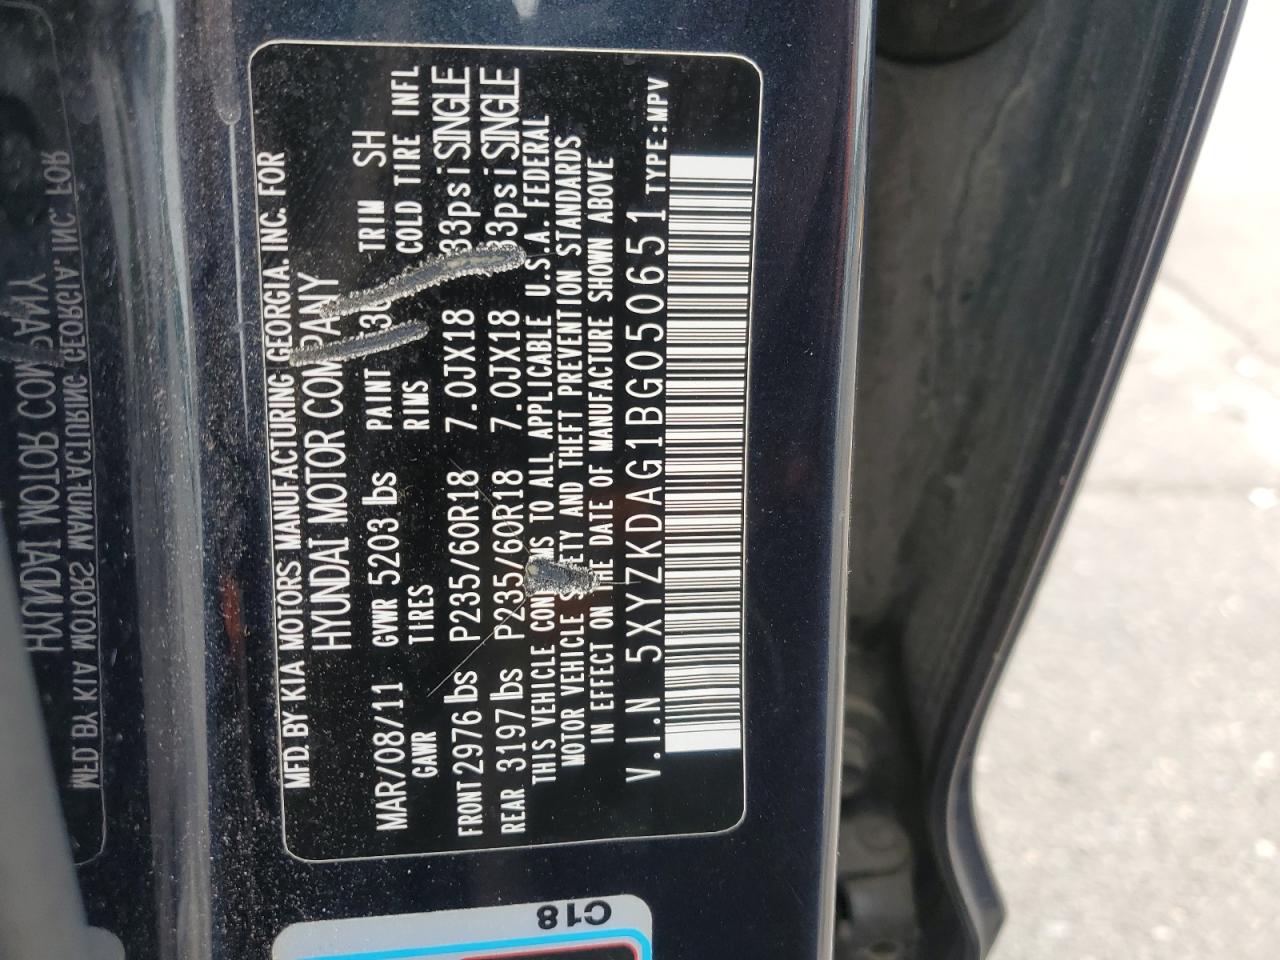 MFD. BY KIA MOTORS MANUFACTURING GEORGIA. INC. FOR
HYUNDAI MOTOR COMPANY
MAR/08/11 GVWR 5203 lbs PAINT TRIM SH
GAWR TIRES RIMS COLD TIRE INFL
FRONT 2976 lbs P235/60R18 7.0JX18 33psi SINGLE
REAR 3197 lbs P235/60R18 7.0JX18 33psi SINGLE
THIS VEHICLE CONFORMS TO ALL APPLICABLE U.S.A. FEDERAL
MOTOR VEHICLE SAFETY AND THEFT PREVENTION STANDARDS
IN EFFECT ON THE DATE OF MANUFACTURE SHOWN ABOVE
V.I.N 5XYZKDAG1BG050651 TYPE:MPV
C18